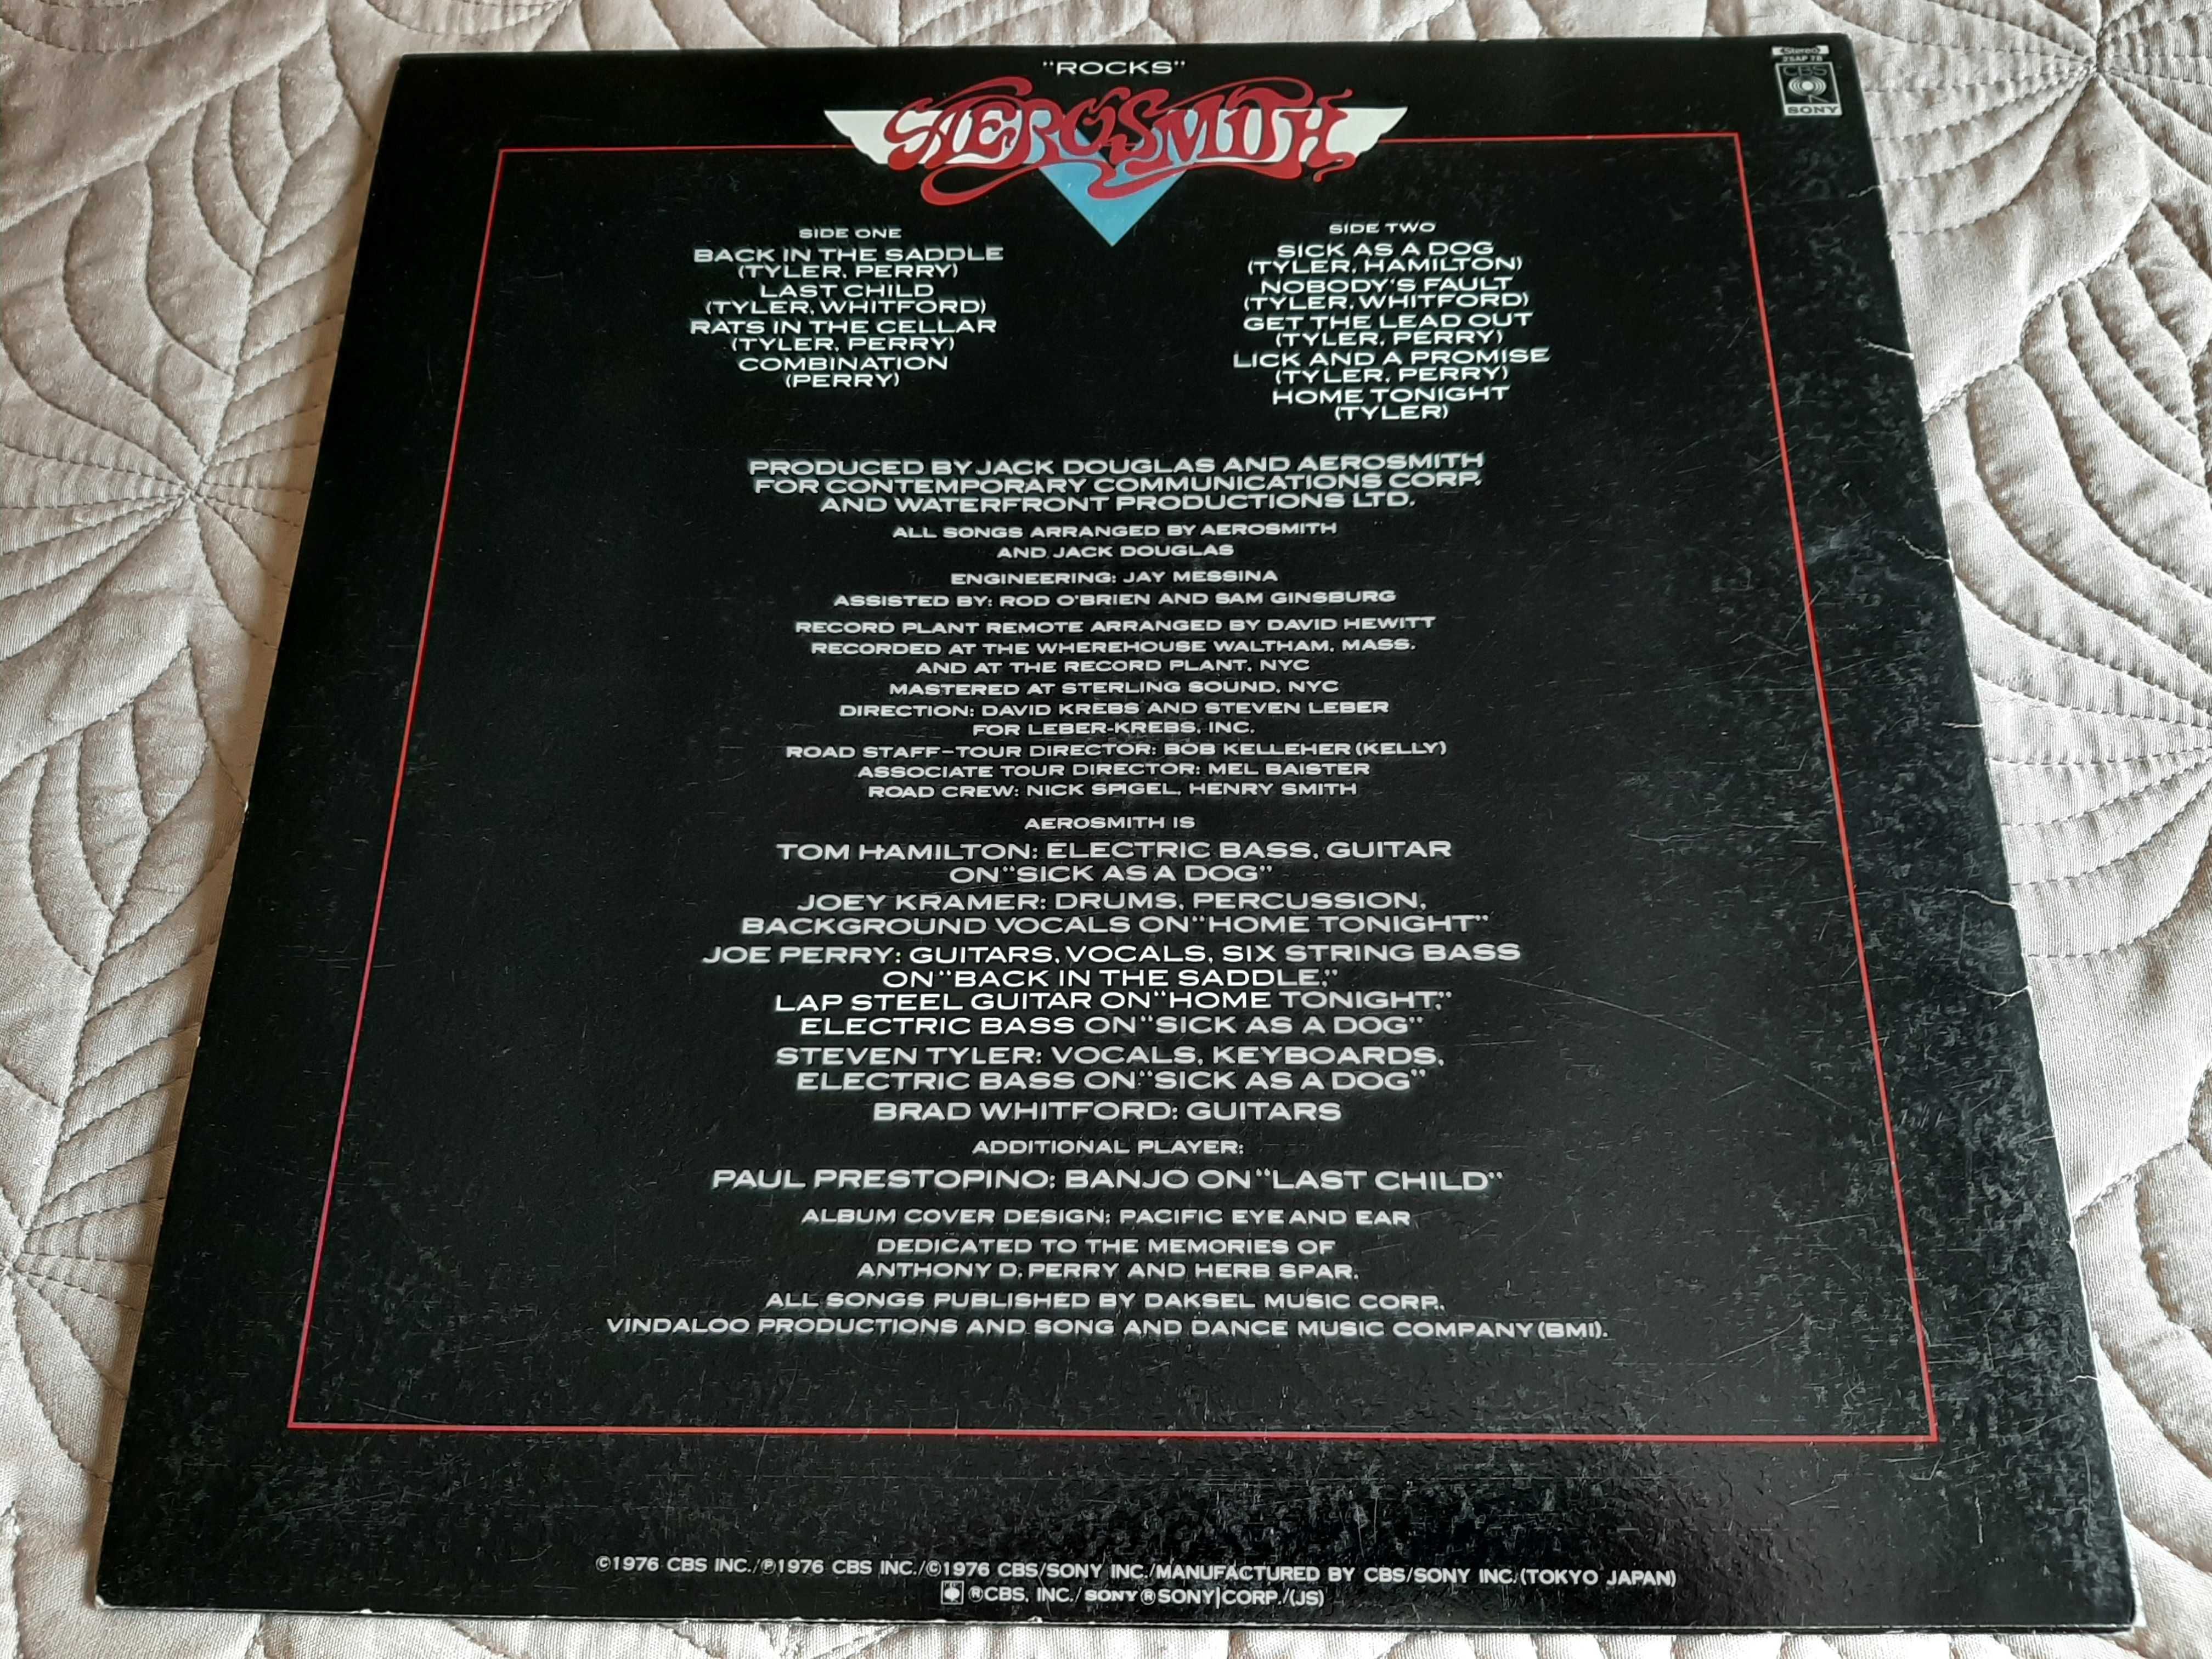 "ROCKS"
AEROSMITH
Stereo
25AP 78
CBS
SONY
SIDE ONE
BACK IN THE SADDLE
(TYLER, PERRY)
LAST CHILD
(TYLER, WHITFORD)
RATS IN THE CELLAR
(TYLER, PERRY)
COMBINATION
(PERRY)
SIDE TWO
SICK AS A DOG
(TYLER, HAMILTON)
NOBODY'S FAULT
(TYLER, WHITFORD)
GET THE LEAD OUT
(TYLER, PERRY)
LICK AND A PROMISE
(TYLER, PERRY)
HOME TONIGHT
(TYLER)
PRODUCED BY JACK DOUGLAS AND AEROSMITH
FOR CONTEMPORARY COMMUNICATIONS CORP.
AND WATERFRONT PRODUCTIONS LTD.
ALL SONGS ARRANGED BY AEROSMITH
AND JACK DOUGLAS
ENGINEERING: JAY MESSINA
ASSISTED BY: ROD O'BRIEN AND SAM GINSBURG
RECORD PLANT REMOTE ARRANGED BY DAVID HEWITT
RECORDED AT THE WHEREHOUSE WALTHAM, MASS.
AND AT THE RECORD PLANT, NYC
MASTERED AT STERLING SOUND, NYC
DIRECTION: DAVID KREBS AND STEVEN LEBER
FOR LEBER-KREBS, INC.
ROAD STAFF—TOUR DIRECTOR: BOB KELLEHER (KELLY)
ASSOCIATE TOUR DIRECTOR: MEL BAISTER
ROAD CREW: NICK SPIGEL, HENRY SMITH
AEROSMITH IS
TOM HAMILTON: ELECTRIC BASS, GUITAR
ON "SICK AS A DOG"
JOEY KRAMER: DRUMS, PERCUSSION,
BACKGROUND VOCALS ON "HOME TONIGHT"
JOE PERRY: GUITARS, VOCALS, SIX STRING BASS
ON "BACK IN THE SADDLE,"
LAP STEEL GUITAR ON "HOME TONIGHT,"
ELECTRIC BASS ON "SICK AS A DOG"
STEVEN TYLER: VOCALS, KEYBOARDS,
ELECTRIC BASS ON "SICK AS A DOG"
BRAD WHITFORD: GUITARS
ADDITIONAL PLAYER:
PAUL PRESTOPINO: BANJO ON "LAST CHILD"
ALBUM COVER DESIGN: PACIFIC EYE AND EAR
DEDICATED TO THE MEMORIES OF
ANTHONY D. PERRY AND HERB SPAR.
ALL SONGS PUBLISHED BY DAKSEL MUSIC CORP.,
VINDALOO PRODUCTIONS AND SONG AND DANCE MUSIC COMPANY (BMI).
©1976 CBS INC./℗1976 CBS INC./©1976 CBS/SONY INC./MANUFACTURED BY CBS/SONY INC. (TOKYO JAPAN)
®CBS, INC./SONY®SONY CORP./(JS)